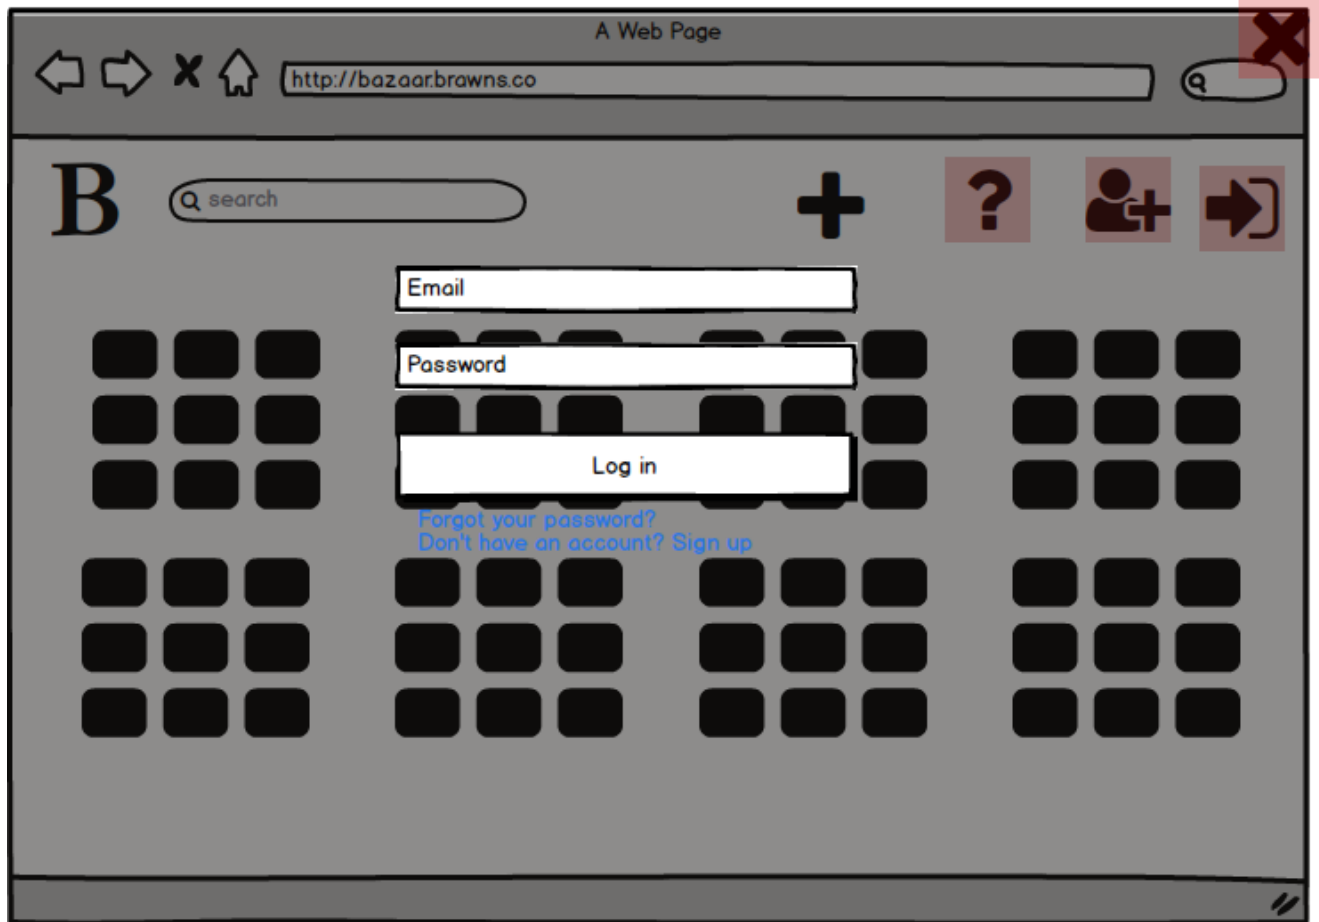 A Web Page
http://bazaar.brawns.co
B
search
?
Email
Password
Log in
Forgot your password?
Don't have an account? Sign up